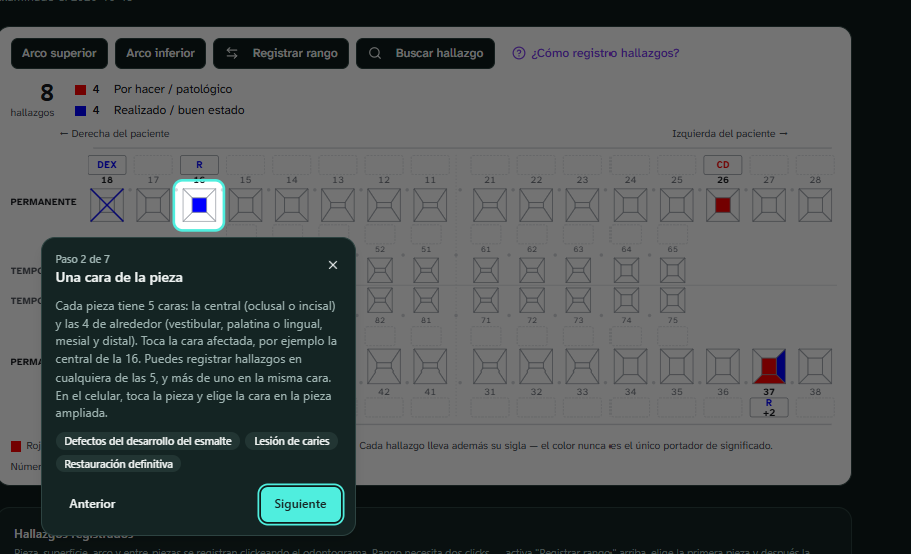 Arco superior Arco inferior Registrar rango Buscar hallazgo ¿Cómo registro hallazgos?
8 hallazgos
4 Por hacer / patológico
4 Realizado / buen estado
← Derecha del paciente Izquierda del paciente →
DEX R CD
18 17 16 15 14 13 12 11 21 22 23 24 25 26 27 28
PERMANENTE
52 51 61 62 63 64 65
TEMPO
TEMPO
82 81 71 72 73 74 75
PERMA
42 41 31 32 33 34 35 36 37 38
R
+2
Paso 2 de 7
Una cara de la pieza
Cada pieza tiene 5 caras: la central (oclusal o incisal)
y las 4 de alrededor (vestibular, palatina o lingual,
mesial y distal). Toca la cara afectada, por ejemplo la
central de la 16. Puedes registrar hallazgos en
cualquiera de las 5, y más de uno en la misma cara.
En el celular, toca la pieza y elige la cara en la pieza
ampliada.
Defectos del desarrollo del esmalte Lesión de caries
Restauración definitiva
Anterior Siguiente
Roj Cada hallazgo lleva además su sigla — el color nunca es el único portador de significado.
Númer
Hallazgos registrados